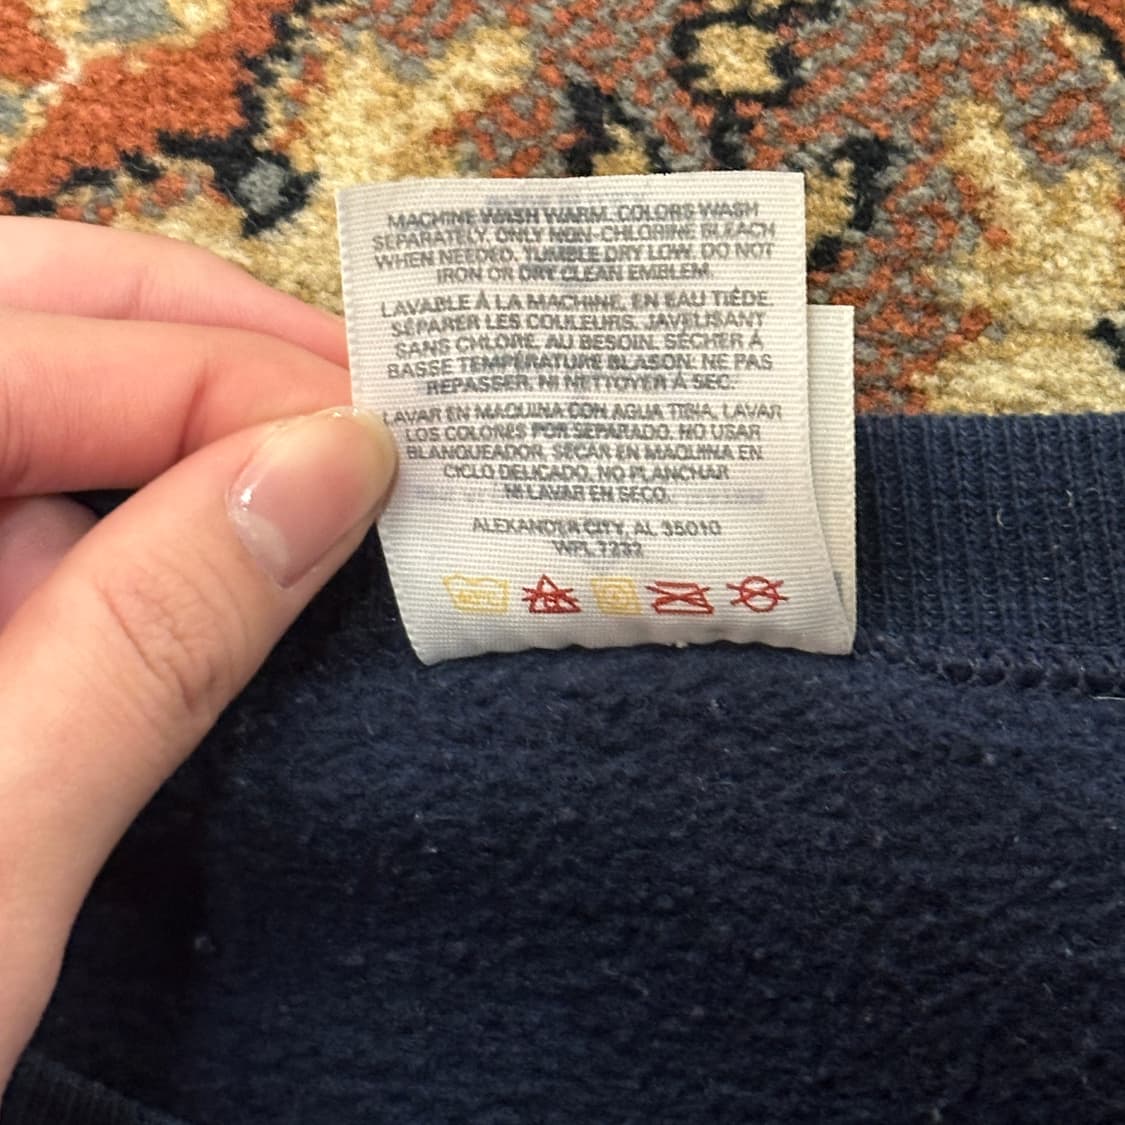 MACHINE WASH WARM. COLORS WASH
SEPARATELY. ONLY NON-CHLORINE BLEACH
WHEN NEEDED. TUMBLE DRY LOW. DO NOT
IRON OR DRY CLEAN EMBLEM.
LAVABLE À LA MACHINE, EN EAU TIÈDE.
SÉPARER LES COULEURS. JAVELISANT
SANS CHLORE, AU BESOIN. SÉCHER À
BASSE TEMPÉRATURE BLASON: NE PAS
REPASSER, NI NETTOYER À SEC.
LAVAR EN MAQUINA CON AGUA TIBIA, LAVAR
LOS COLORES POR SEPARADO. NO USAR
BLANQUEADOR. SECAR EN MAQUINA EN
CICLO DELICADO. NO PLANCHAR
NI LAVAR EN SECO.
ALEXANDER CITY, AL 35010
WPL 7233